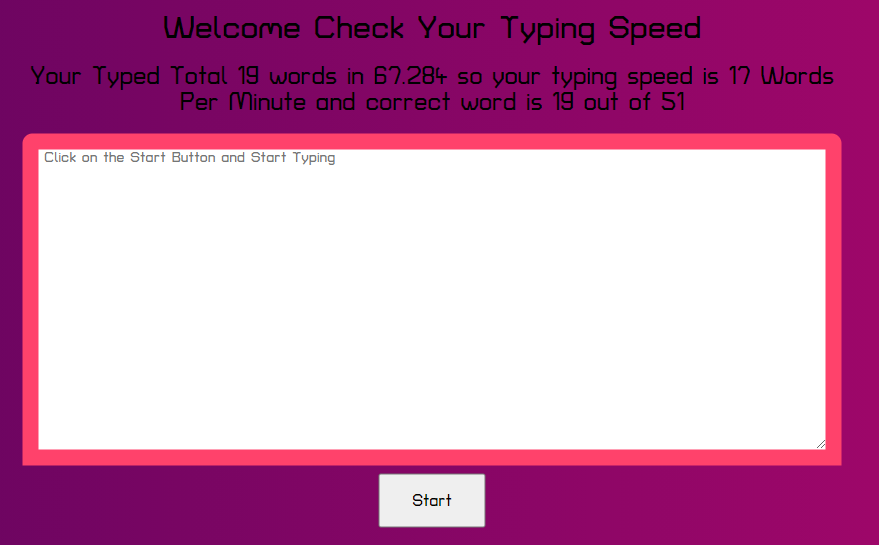 Welcome Check Your Typing Speed
Your Typed Total 19 words in 67.284 so your typing speed is 17 Words
Per Minute and correct word is 19 out of 51
Click on the Start Button and Start Typing
Start